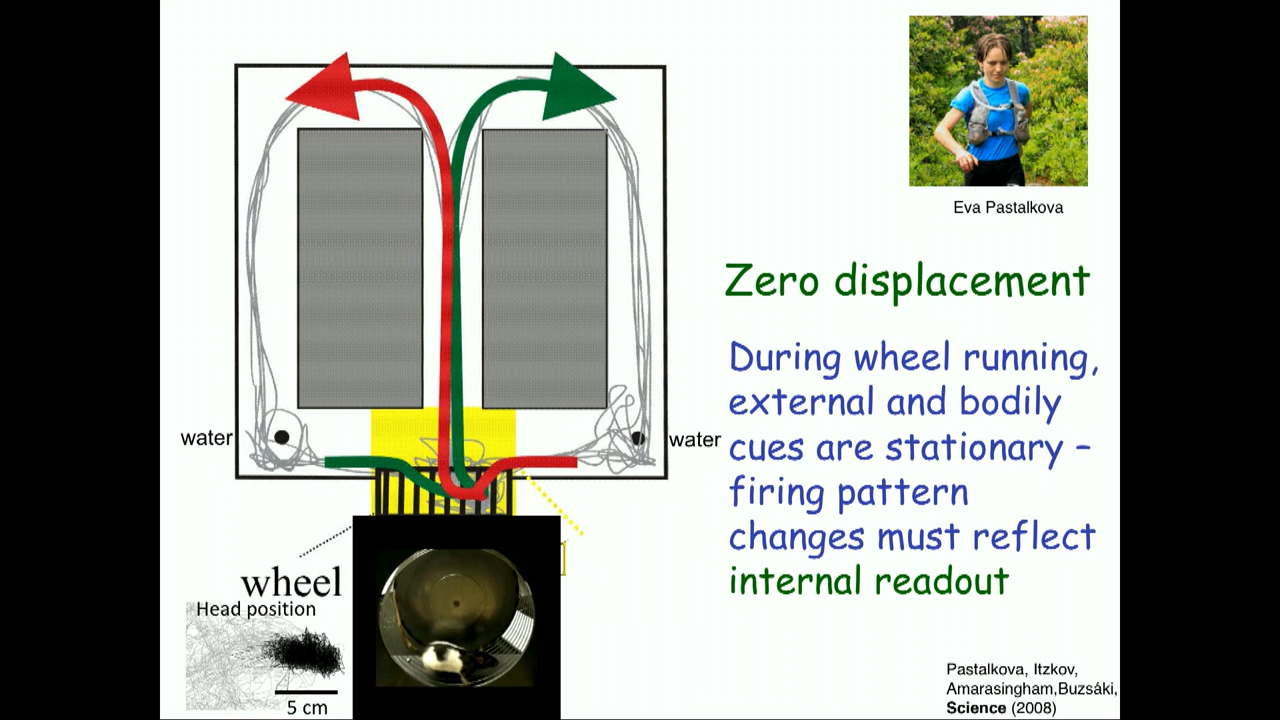 Eva Pastalkova
Zero displacement
During wheel running,
external and bodily
cues are stationary –
firing pattern
changes must reflect
internal readout
water
water
wheel
Head position
5 cm
Pastalkova, Itzkov,
Amarasingham,Buzsáki,
Science (2008)